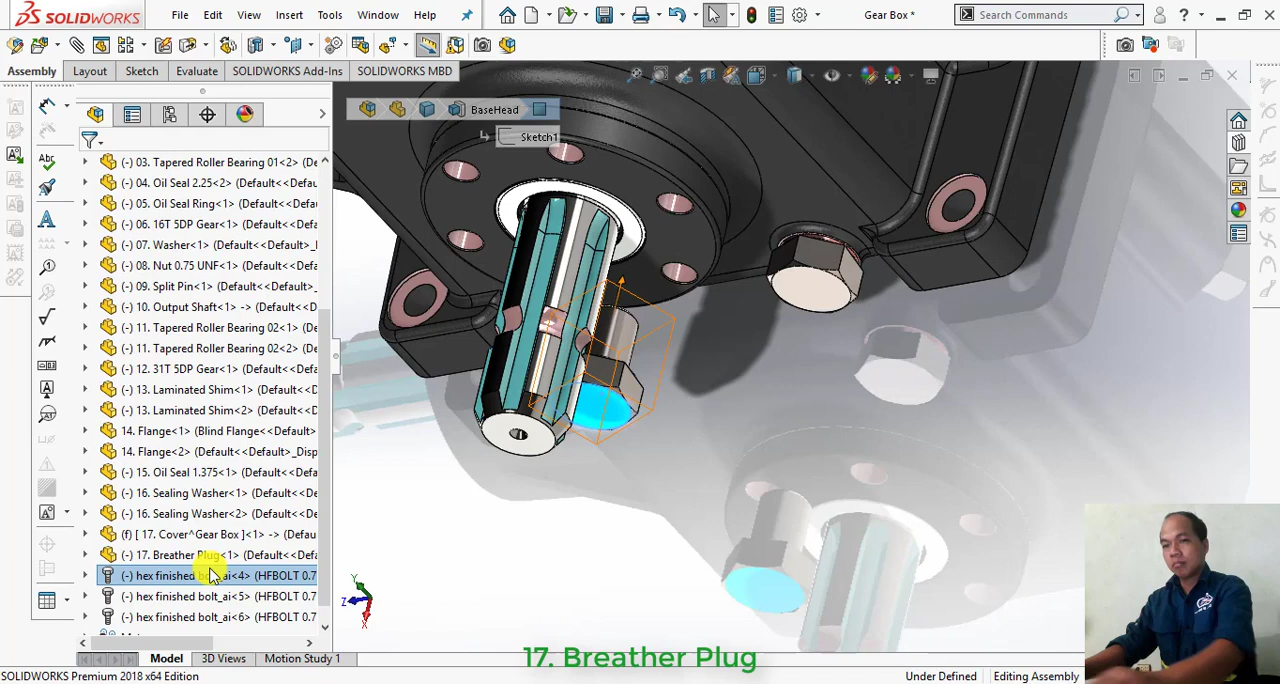 SOLIDWORKS
File Edit View Insert Tools Window Help
Gear Box *
Search Commands
Assembly Layout Sketch Evaluate SOLIDWORKS Add-Ins SOLIDWORKS MBD
BaseHead
Sketch1
(-) 03. Tapered Roller Bearing 01<2> (De
(-) 04. Oil Seal 2.25<2> (Default<<Defau
(-) 05. Oil Seal Ring<1> (Default<<Defau
(-) 06. 16T 5DP Gear<1> (Default<<Defa
(-) 07. Washer<1> (Default<<Default>_I
(-) 08. Nut 0.75 UNF<1> (Default<<Defa
(-) 09. Split Pin<1> (Default<<Default>_
(-) 10. Output Shaft<1> -> (Default<<De
(-) 11. Tapered Roller Bearing 02<1> (De
(-) 11. Tapered Roller Bearing 02<2> (De
(-) 12. 31T 5DP Gear<1> (Default<<Defa
(-) 13. Laminated Shim<1> (Default<<D
(-) 13. Laminated Shim<2> (Default<<D
14. Flange<1> (Blind Flange<<Default>
14. Flange<2> (Default<<Default>_Disp
(-) 15. Oil Seal 1.375<1> (Default<<Defa
(-) 16. Sealing Washer<1> (Default<<De
(-) 16. Sealing Washer<2> (Default<<De
(f) [ 17. Cover^Gear Box ]<1> -> (Defau
(-) 17. Breather Plug<1> (Default<<Defa
(-) hex finished bolt_ai<4> (HFBOLT 0.7
(-) hex finished bolt_ai<5> (HFBOLT 0.7
(-) hex finished bolt_ai<6> (HFBOLT 0.7
Y
Z
X
Model 3D Views Motion Study 1
17. Breather Plug
SOLIDWORKS Premium 2018 x64 Edition
Under Defined Editing Assembly